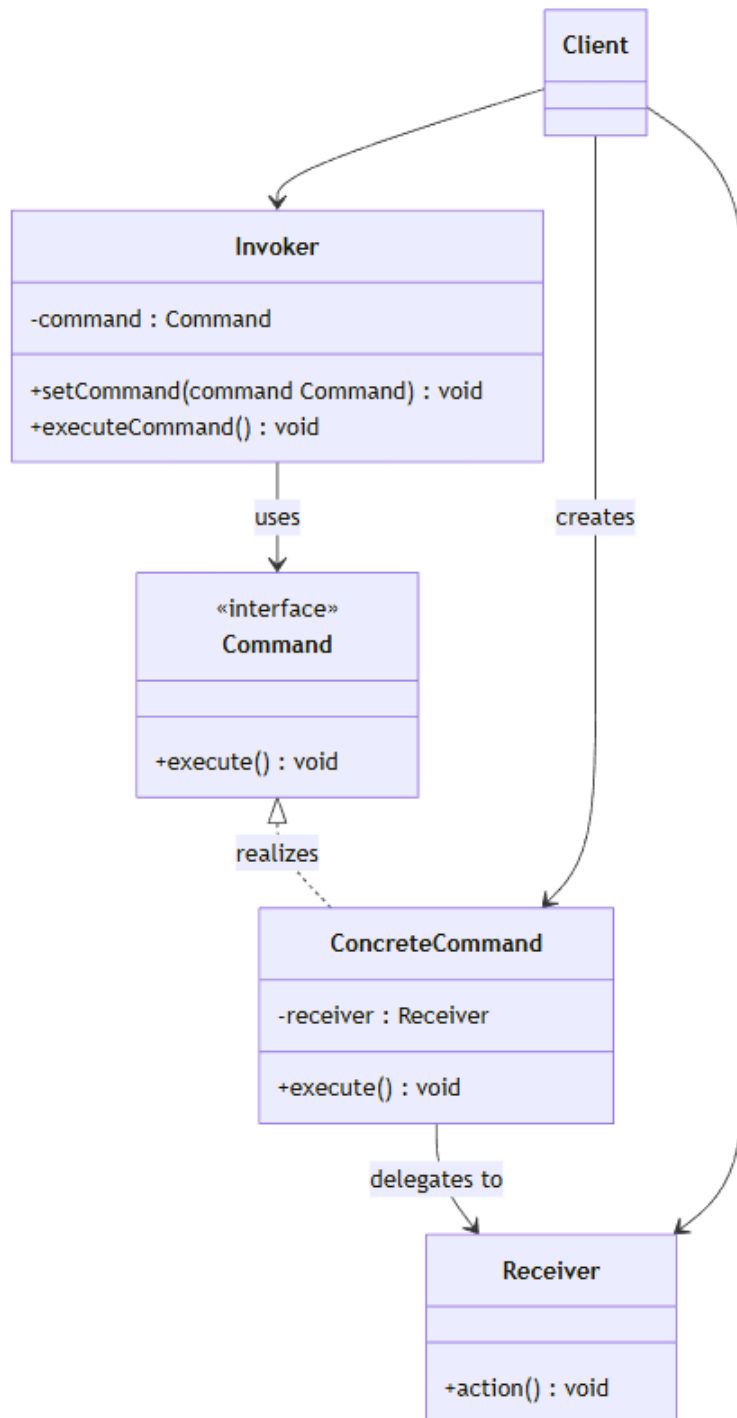 Client
Invoker
-command : Command
+setCommand(command Command) : void
+executeCommand() : void
uses
creates
«interface»
Command
+execute() : void
realizes
ConcreteCommand
-receiver : Receiver
+execute() : void
delegates to
Receiver
+action() : void